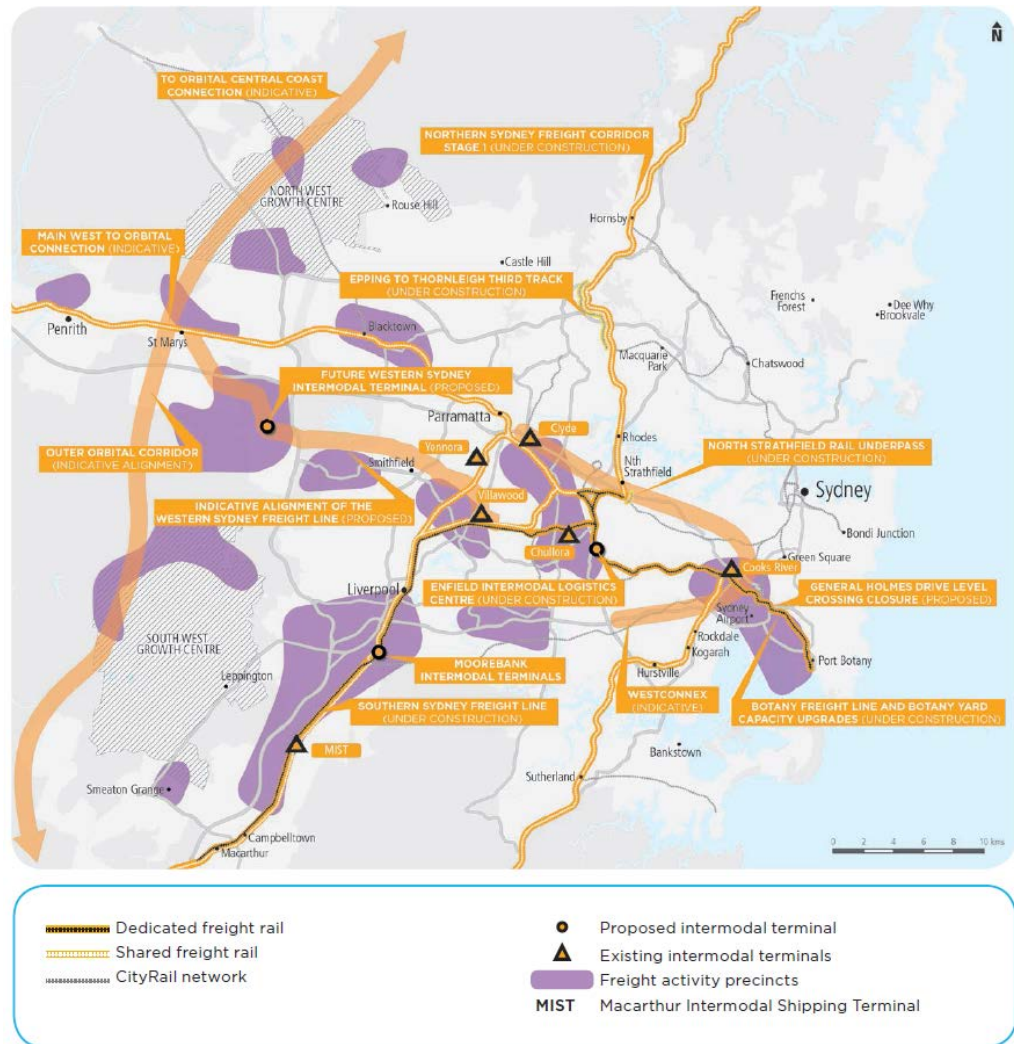 N
TO ORBITAL CENTRAL COAST
CONNECTION (INDICATIVE)
NORTHERN SYDNEY FREIGHT CORRIDOR
STAGE 1 (UNDER CONSTRUCTION)
NORTH WEST
GROWTH CENTRE
Rouse Hill
Hornsby
MAIN WEST TO ORBITAL
CONNECTION (INDICATIVE)
Castle Hill
EPPING TO THORNLEIGH THIRD TRACK
(UNDER CONSTRUCTION)
Frenchs
Forest
Dee Why
Brookvale
Penrith
St Marys
Blacktown
Macquarie
Park
Chatswood
FUTURE WESTERN SYDNEY
INTERMODAL TERMINAL (PROPOSED)
Parramatta
Clyde
Rhodes
OUTER ORBITAL CORRIDOR
(INDICATIVE ALIGNMENT)
Yennora
Smithfield
NORTH STRATHFIELD RAIL UNDERPASS
(UNDER CONSTRUCTION)
Nth
Strathfield
INDICATIVE ALIGNMENT OF THE
WESTERN SYDNEY FREIGHT LINE (PROPOSED)
Villawood
Sydney
Bondi Junction
Chullora
Green Square
Cooks River
Liverpool
ENFIELD INTERMODAL LOGISTICS
CENTRE (UNDER CONSTRUCTION)
GENERAL HOLMES DRIVE LEVEL
CROSSING CLOSURE (PROPOSED)
Sydney
Airport
SOUTH WEST
GROWTH CENTRE
Rockdale
Kogarah
Leppington
MOOREBANK
INTERMODAL TERMINALS
Hurstville
Port Botany
SOUTHERN SYDNEY FREIGHT LINE
(UNDER CONSTRUCTION)
WESTCONNEX
(INDICATIVE)
BOTANY FREIGHT LINE AND BOTANY YARD
CAPACITY UPGRADES (UNDER CONSTRUCTION)
MIST
Bankstown
Sutherland
Smeaton Grange
Campbelltown
Macarthur
0 2 4 6 8 10 kms
Dedicated freight rail
Shared freight rail
CityRail network
Proposed intermodal terminal
Existing intermodal terminals
Freight activity precincts
MIST Macarthur Intermodal Shipping Terminal